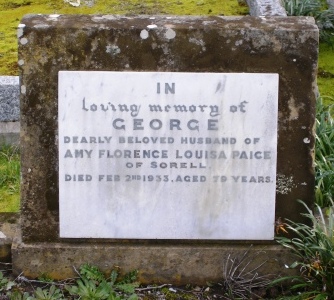 IN
loving memory of
GEORGE
DEARLY BELOVED HUSBAND OF
AMY FLORENCE LOUISA PAICE
OF SORELL
DIED FEB 2ND 1933, AGED 79 YEARS.